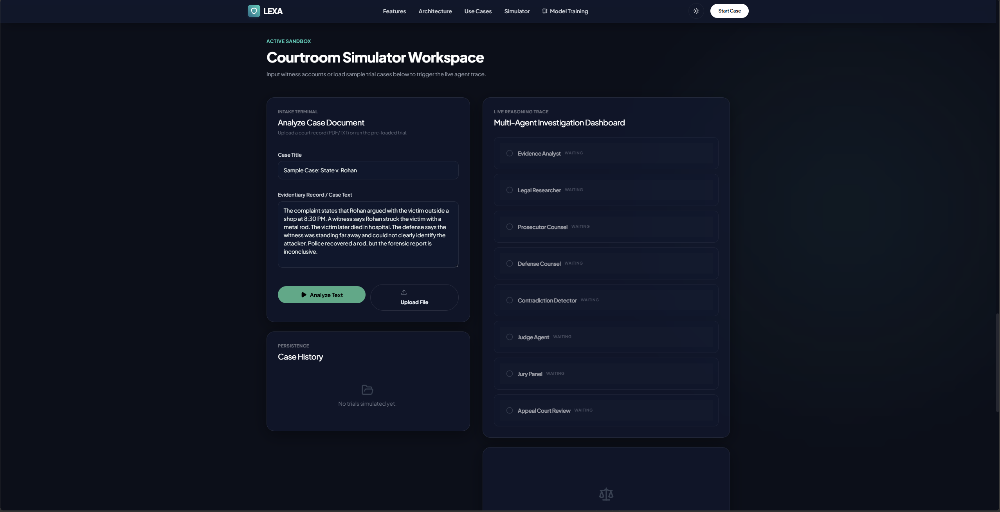 LEXA
Features
Architecture
Use Cases
Simulator
Model Training
Start Case
ACTIVE SANDBOX
Courtroom Simulator Workspace
Input witness accounts or load sample trial cases below to trigger the live agent trace.
INTAKE TERMINAL
Analyze Case Document
Upload a court record (PDF/TXT) or run the pre-loaded trial.
Case Title
Sample Case: State v. Rohan
Evidentiary Record / Case Text
The complaint states that Rohan argued with the victim outside a
shop at 8:30 PM. A witness says Rohan struck the victim with a
metal rod. The victim later died in hospital. The defense says the
witness was standing far away and could not clearly identify the
attacker. Police recovered a rod, but the forensic report is
inconclusive.
Analyze Text
Upload File
PERSISTENCE
Case History
No trials simulated yet.
LIVE REASONING TRACE
Multi-Agent Investigation Dashboard
Evidence Analyst WAITING
Legal Researcher WAITING
Prosecutor Counsel WAITING
Defense Counsel WAITING
Contradiction Detector WAITING
Judge Agent WAITING
Jury Panel WAITING
Appeal Court Review WAITING